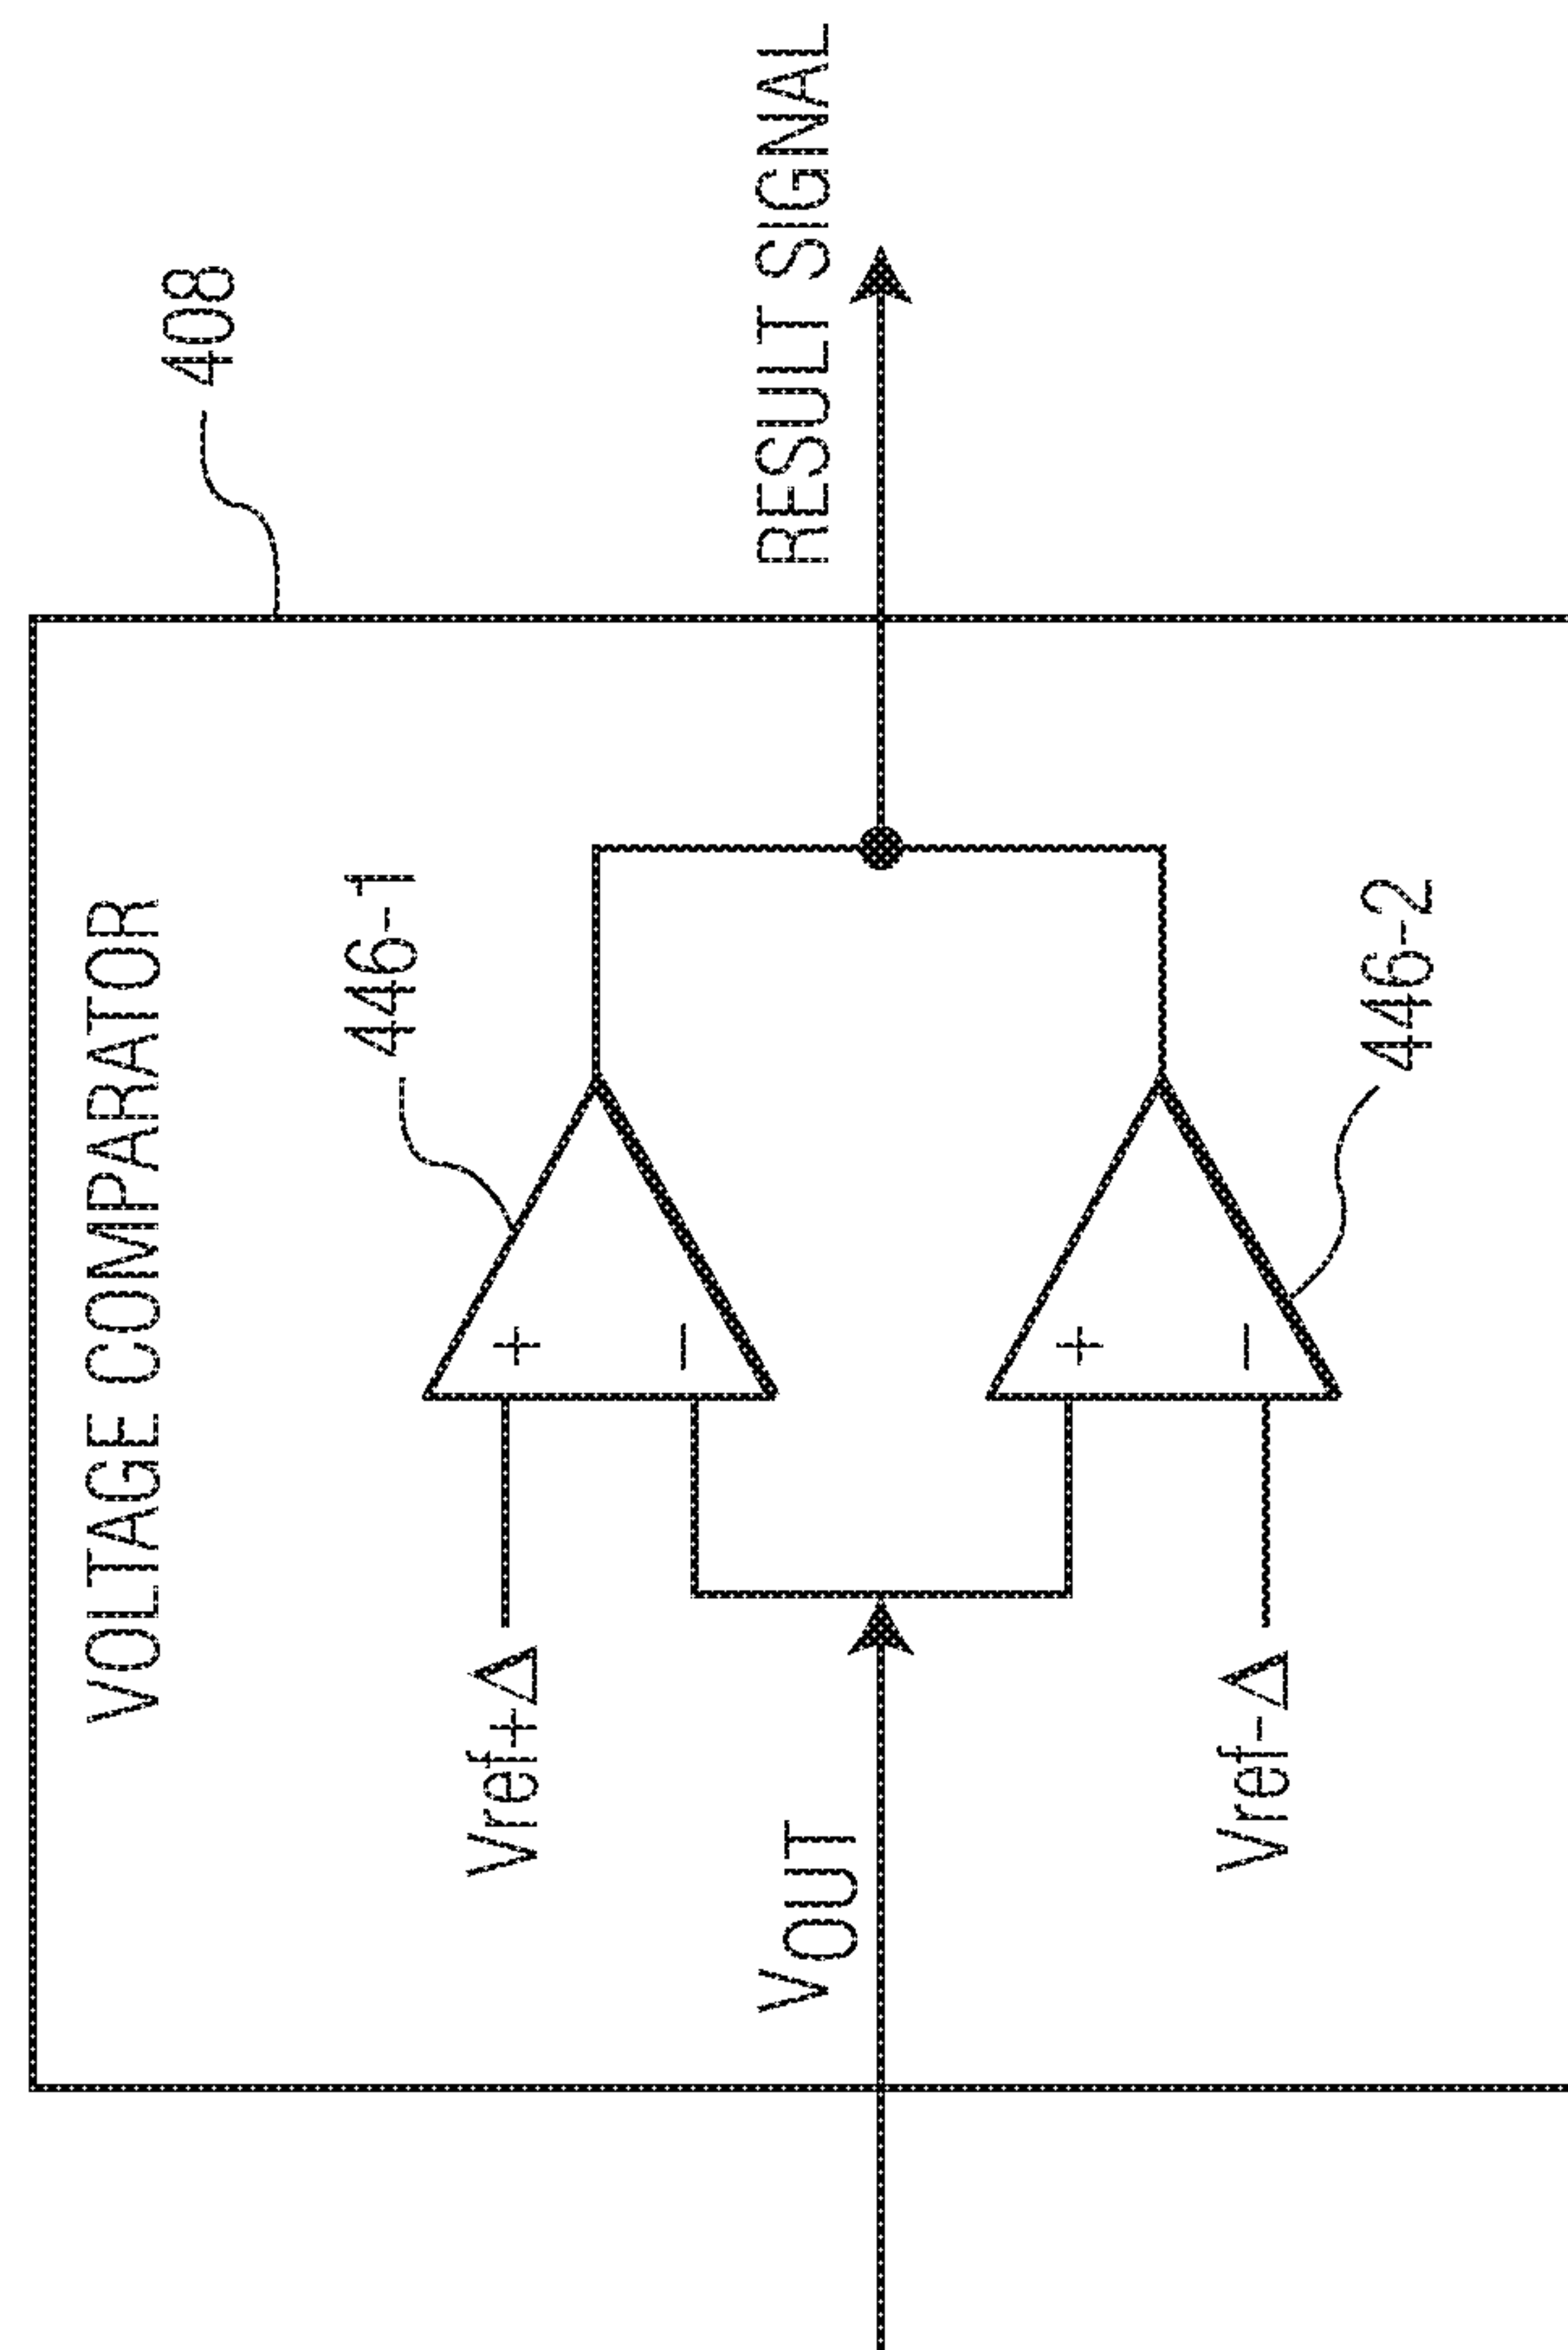 VOLTAGE COMPARATOR
408
446-1
Vref+Δ
VOUT
RESULT SIGNAL
+
−
+
−
Vref-Δ
446-2